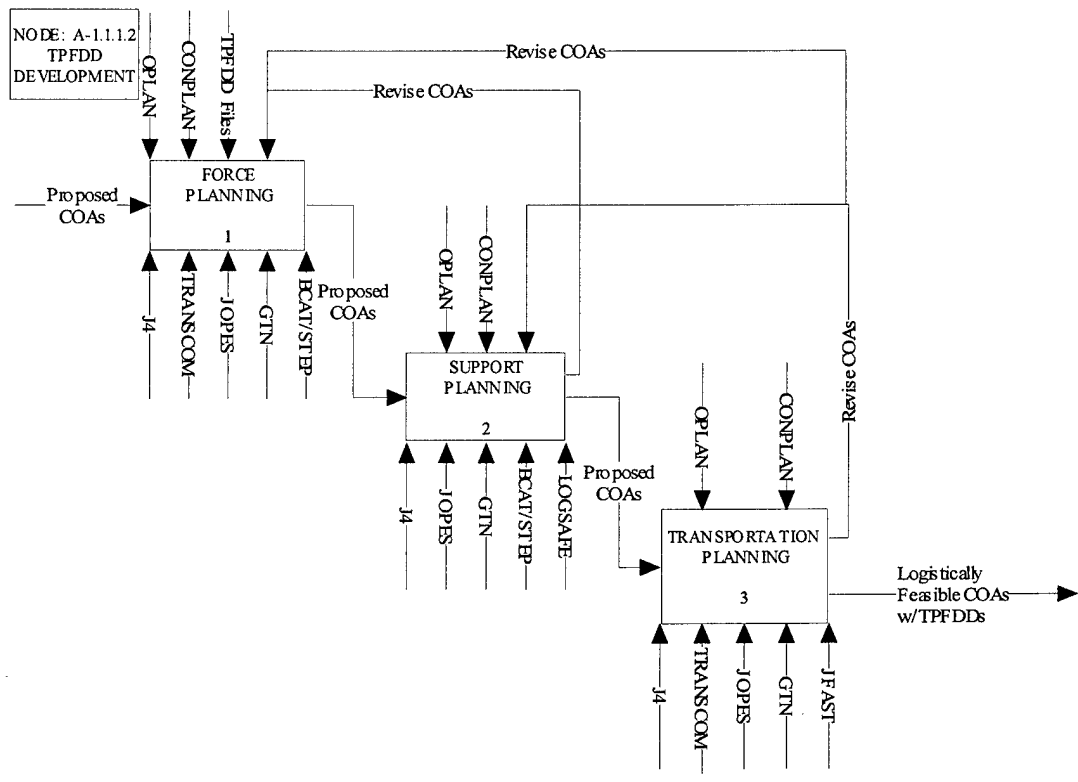 NODE: A-1.1.1.2
TPFDD
DEVELOPMENT
OPLAN
CONPLAN
TPFDD Files
Revise COAs
Revise COAs
Proposed
COAs
FORCE
PLANNING
1
J4
TRANSCOM
JOPES
GTN
BCAT/STEP
Proposed
COAs
OPLAN
CONPLAN
Revise COAs
SUPPORT
PLANNING
2
J4
JOPES
GTN
BCAT/STEP
LOGSAFE
Proposed
COAs
OPLAN
CONPLAN
TRANSPORTATION
PLANNING
3
Logistically
Feasible COAs
w/TPFDDs
J4
TRANSCOM
JOPES
GTN
JFAST